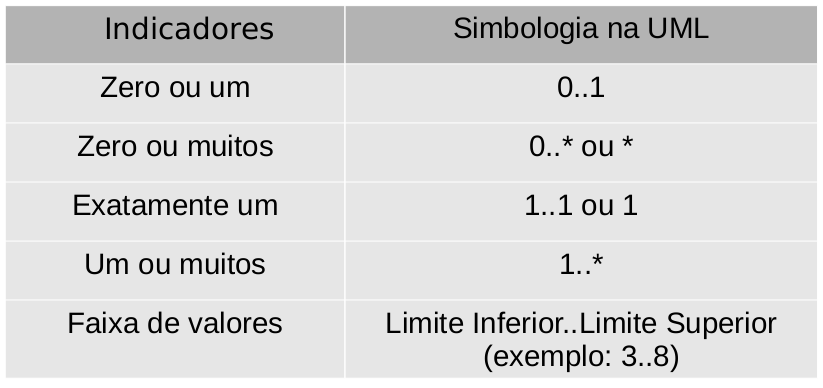 Indicadores Simbologia na UML
Zero ou um 0..1
Zero ou muitos 0..* ou *
Exatamente um 1..1 ou 1
Um ou muitos 1..*
Faixa de valores Limite Inferior..Limite Superior
(exemplo: 3..8)